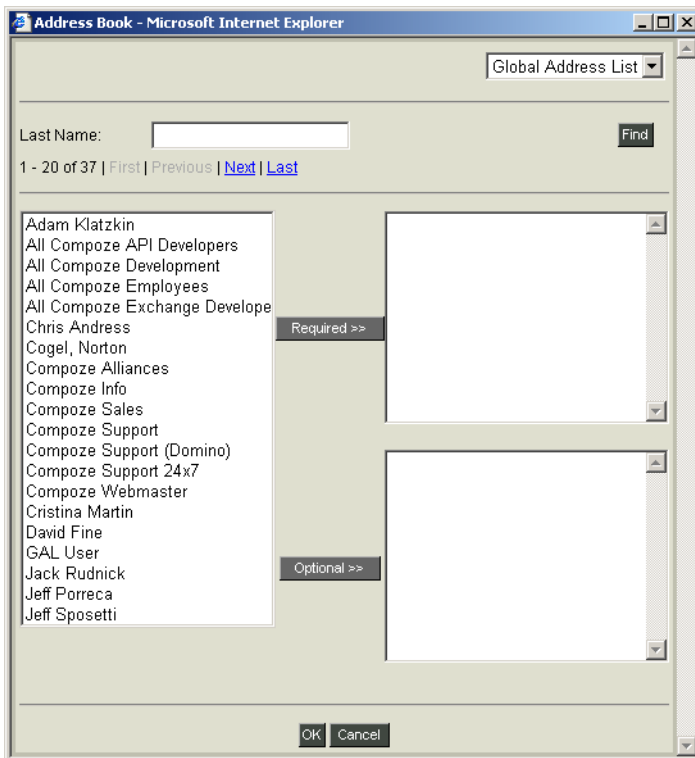 Address Book - Microsoft Internet Explorer
Global Address List
Last Name:
Find
1 - 20 of 37 | First | Previous | Next | Last
Adam Klatzkin
All Compoze API Developers
All Compoze Development
All Compoze Employees
All Compoze Exchange Develope
Chris Andress
Cogel, Norton
Compoze Alliances
Compoze Info
Compoze Sales
Compoze Support
Compoze Support (Domino)
Compoze Support 24x7
Compoze Webmaster
Cristina Martin
David Fine
GAL User
Jack Rudnick
Jeff Porreca
Jeff Sposetti
Required >>
Optional >>
OK Cancel